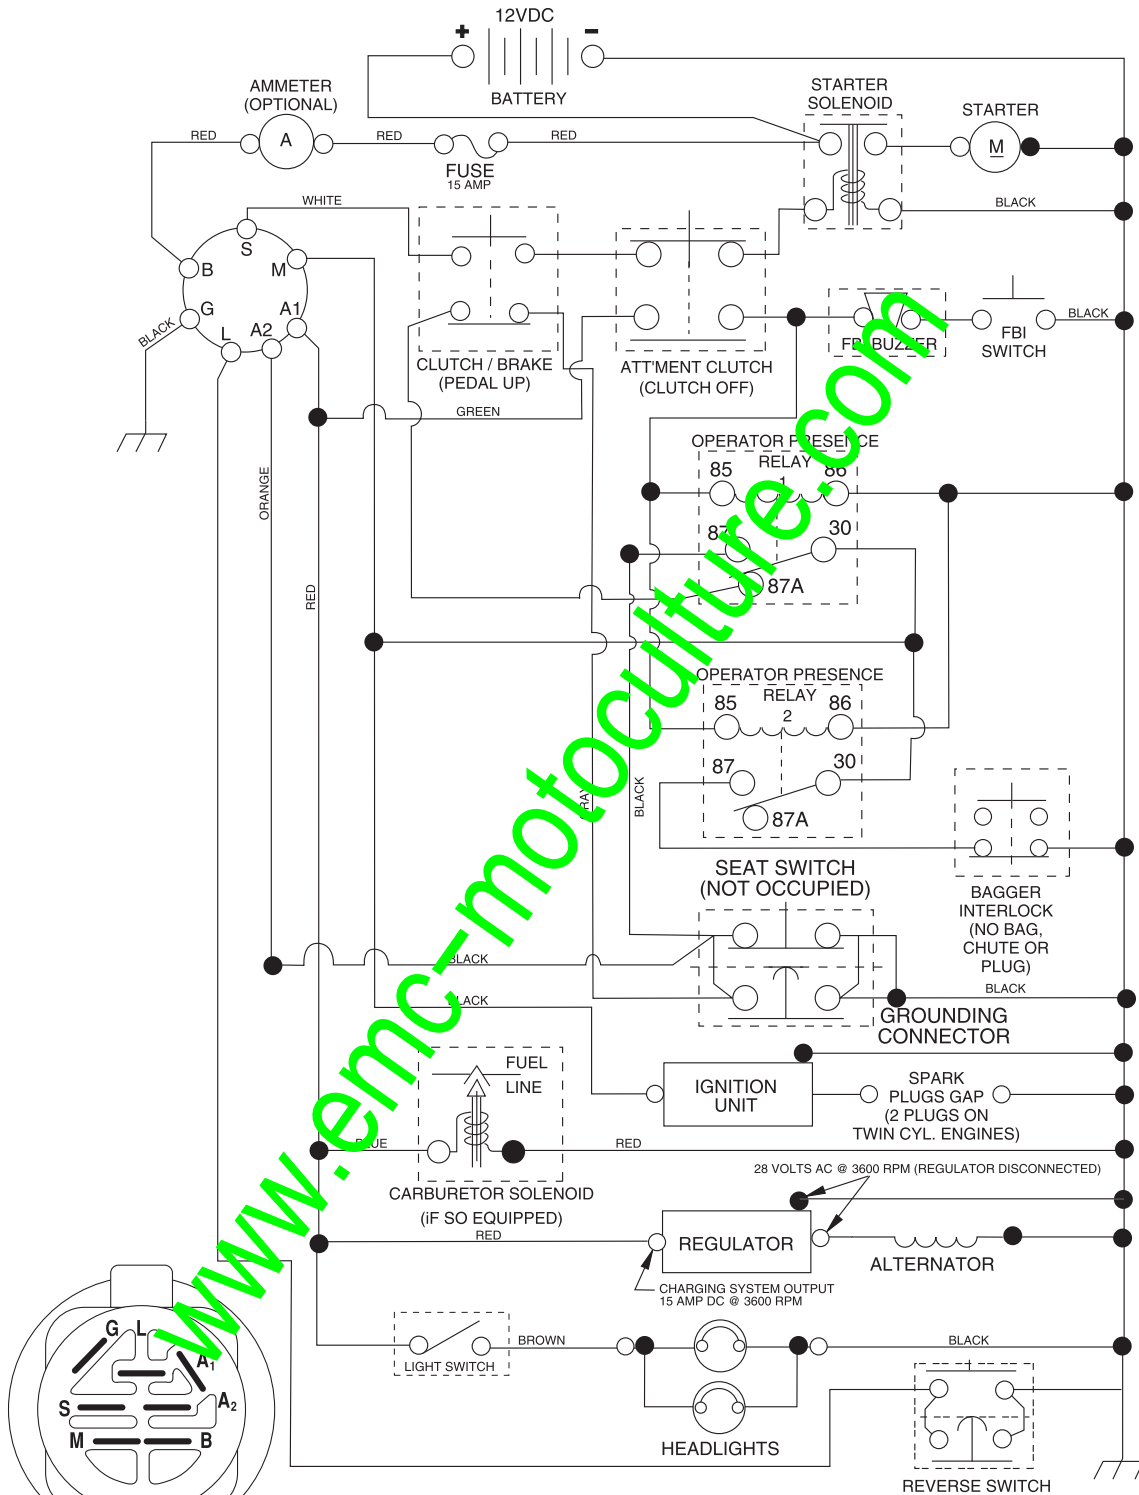 12VDC
+
-
BATTERY
AMMETER
(OPTIONAL)
A
RED
RED
FUSE
15 AMP
RED
STARTER
SOLENOID
STARTER
M
BLACK
WHITE
S
B
M
G
A1
L
A2
BLACK
CLUTCH / BRAKE
(PEDAL UP)
ATT'MENT CLUTCH
(CLUTCH OFF)
BUZZER
FBI
SWITCH
BLACK
GREEN
ORANGE
RED
OPERATOR PRESENCE
RELAY
1
85
86
87
30
87A
OPERATOR PRESENCE
RELAY
2
85
86
87
30
87A
GRAY
BLACK
SEAT SWITCH
(NOT OCCUPIED)
BAGGER
INTERLOCK
(NO BAG,
CHUTE OR
PLUG)
BLACK
BLACK
BLACK
GROUNDING
CONNECTOR
FUEL
LINE
IGNITION
UNIT
SPARK
PLUGS GAP
(2 PLUGS ON
TWIN CYL. ENGINES)
BLUE
RED
CARBURETOR SOLENOID
(iF SO EQUIPPED)
28 VOLTS AC @ 3600 RPM (REGULATOR DISCONNECTED)
RED
REGULATOR
ALTERNATOR
CHARGING SYSTEM OUTPUT
15 AMP DC @ 3600 RPM
LIGHT SWITCH
BROWN
BLACK
HEADLIGHTS
REVERSE SWITCH
G
L
A1
S
A2
M
B
www.emc-motoculture.com